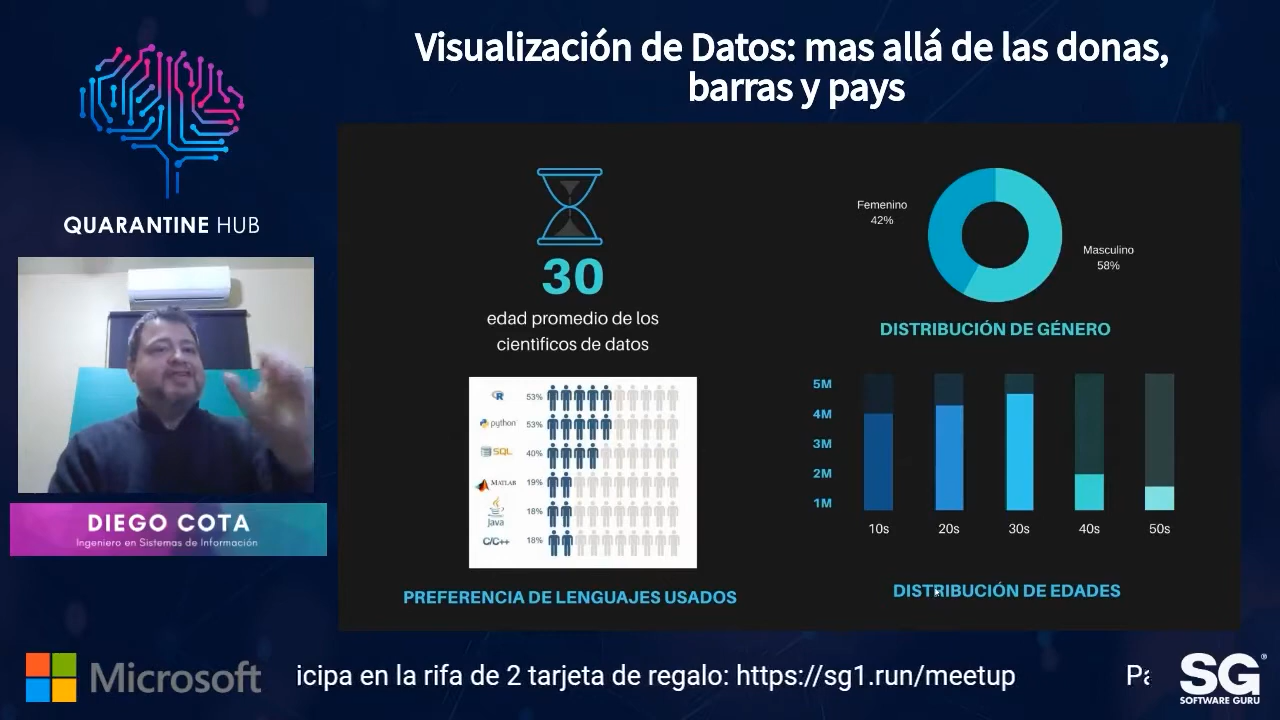 Visualización de Datos: mas allá de las donas,
barras y pays
QUARANTINE HUB
DIEGO COTA
Ingeniero en Sistemas de Información
30
edad promedio de los
cientificos de datos
Femenino
42%
Masculino
58%
DISTRIBUCIÓN DE GÉNERO
R 53%
python 53%
SQL 40%
MATLAB 19%
Java 18%
C/C++ 18%
PREFERENCIA DE LENGUAJES USADOS
5M
4M
3M
2M
1M
10s 20s 30s 40s 50s
DISTRIBUCIÓN DE EDADES
Microsoft
icipa en la rifa de 2 tarjeta de regalo: https://sg1.run/meetup
SG
SOFTWARE GURU